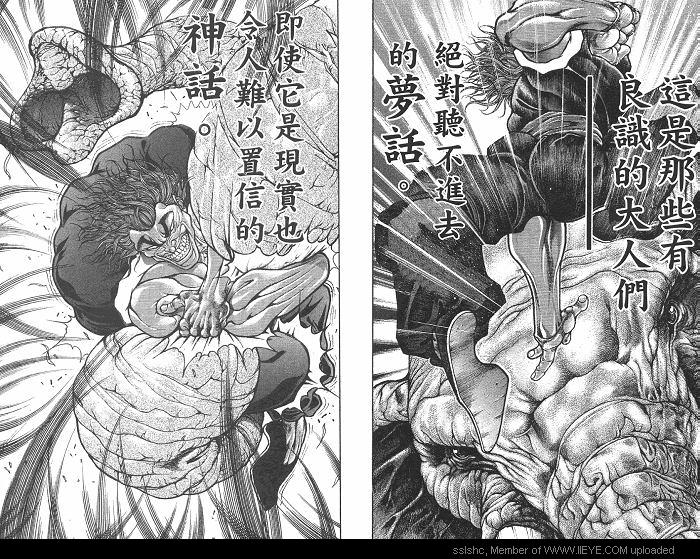 這是那些有
良識的大人們
絕對聽不進去
的夢話。
即使它是現實也
令人難以置信的
神話。
sslshc, Member of WWW.IIEYE.COM uploaded